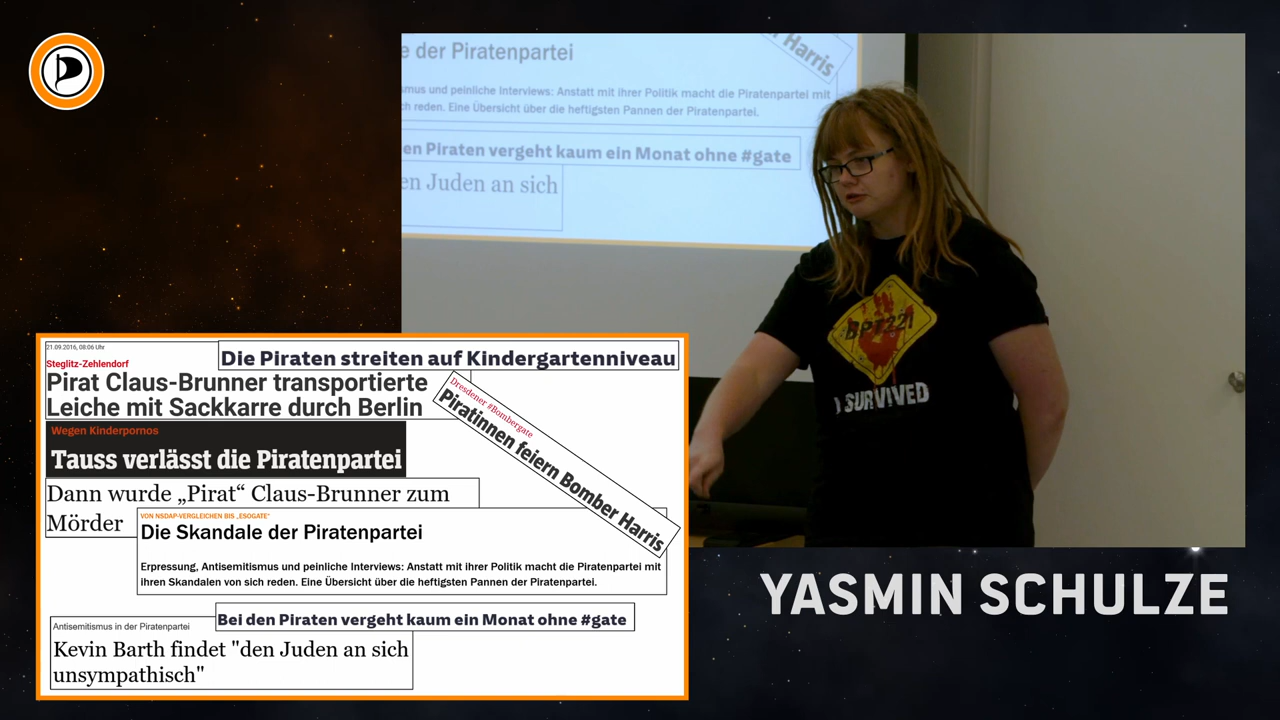 r Harris
e der Piratenpartei
smus und peinliche Interviews: Anstatt mit ihrer Politik macht die Piratenpartei mit
ch reden. Eine Übersicht über die heftigsten Pannen der Piratenpartei.
en Piraten vergeht kaum ein Monat ohne #gate
en Juden an sich
BPT221
I SURVIVED
21.09.2016, 08:06 Uhr
Steglitz-Zehlendorf
Die Piraten streiten auf Kindergartenniveau
Pirat Claus-Brunner transportierte
Leiche mit Sackkarre durch Berlin
Dresdener #Bombergate
Piratinnen feiern Bomber Harris
Wegen Kinderpornos
Tauss verlässt die Piratenpartei
Dann wurde „Pirat“ Claus-Brunner zum
Mörder
VON NSDAP-VERGLEICHEN BIS „ESOGATE“
Die Skandale der Piratenpartei
Erpressung, Antisemitismus und peinliche Interviews: Anstatt mit ihrer Politik macht die Piratenpartei mit
ihren Skandalen von sich reden. Eine Übersicht über die heftigsten Pannen der Piratenpartei.
Bei den Piraten vergeht kaum ein Monat ohne #gate
Antisemitismus in der Piratenpartei
Kevin Barth findet "den Juden an sich
unsympathisch"
YASMIN SCHULZE